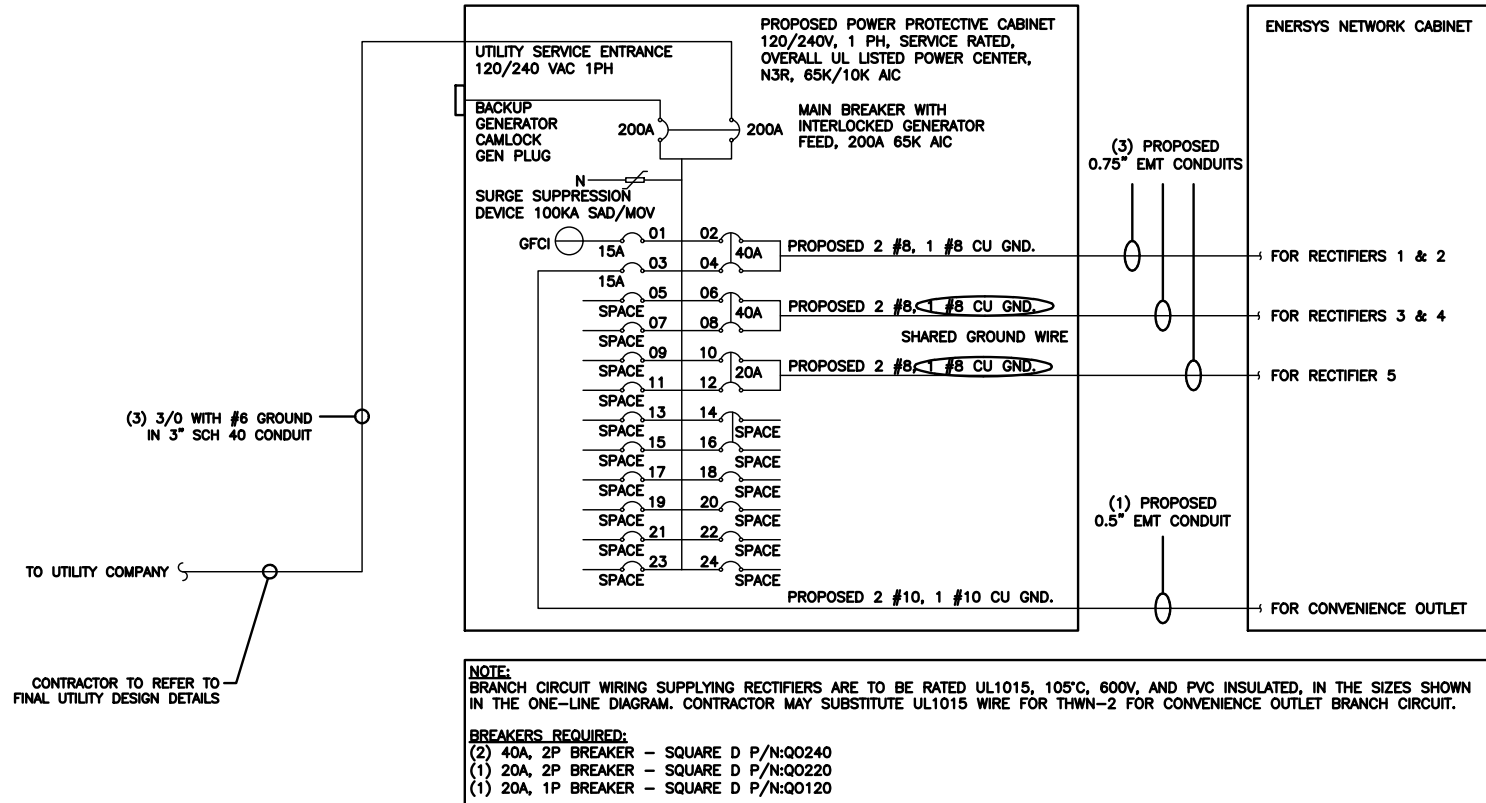 PROPOSED POWER PROTECTIVE CABINET
120/240V, 1 PH, SERVICE RATED,
OVERALL UL LISTED POWER CENTER,
N3R, 65K/10K AIC
ENERSYS NETWORK CABINET
UTILITY SERVICE ENTRANCE
120/240 VAC 1PH
BACKUP
GENERATOR
CAMLOCK
GEN PLUG
200A
200A
MAIN BREAKER WITH
INTERLOCKED GENERATOR
FEED, 200A 65K AIC
(3) PROPOSED
0.75" EMT CONDUITS
N
SURGE SUPPRESSION
DEVICE 100KA SAD/MOV
GFCI
15A
01
02
40A
PROPOSED 2 #8, 1 #8 CU GND.
FOR RECTIFIERS 1 & 2
15A
03
04
SPACE
05
06
40A
PROPOSED 2 #8, 1 #8 CU GND.
FOR RECTIFIERS 3 & 4
SPACE
07
08
SHARED GROUND WIRE
SPACE
09
10
20A
PROPOSED 2 #8, 1 #8 CU GND.
FOR RECTIFIER 5
SPACE
11
12
SPACE
13
14
SPACE
SPACE
15
16
SPACE
SPACE
17
18
SPACE
SPACE
19
20
SPACE
SPACE
21
22
SPACE
SPACE
23
24
SPACE
(3) 3/0 WITH #6 GROUND
IN 3" SCH 40 CONDUIT
(1) PROPOSED
0.5" EMT CONDUIT
TO UTILITY COMPANY
PROPOSED 2 #10, 1 #10 CU GND.
FOR CONVENIENCE OUTLET
CONTRACTOR TO REFER TO
FINAL UTILITY DESIGN DETAILS
NOTE:
BRANCH CIRCUIT WIRING SUPPLYING RECTIFIERS ARE TO BE RATED UL1015, 105°C, 600V, AND PVC INSULATED, IN THE SIZES SHOWN
IN THE ONE-LINE DIAGRAM. CONTRACTOR MAY SUBSTITUTE UL1015 WIRE FOR THWN-2 FOR CONVENIENCE OUTLET BRANCH CIRCUIT.
BREAKERS REQUIRED:
(2) 40A, 2P BREAKER - SQUARE D P/N:QO240
(1) 20A, 2P BREAKER - SQUARE D P/N:QO220
(1) 20A, 1P BREAKER - SQUARE D P/N:QO120